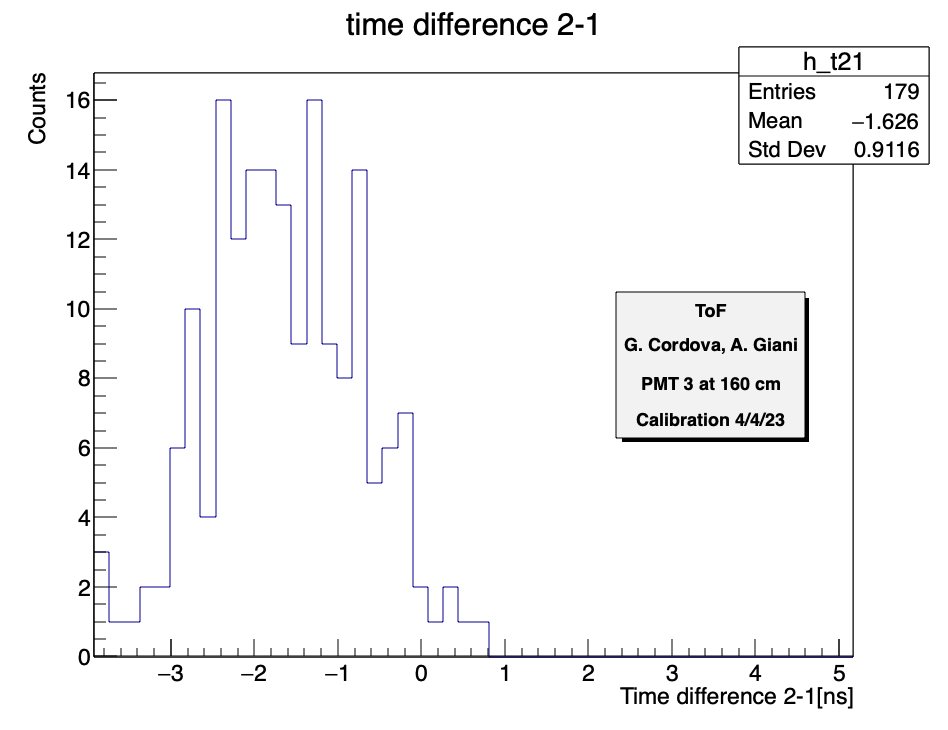 time difference 2-1
h_t21
Entries 179
Mean −1.626
Std Dev 0.9116
Counts
16
14
12
10
8
6
4
2
0
ToF
G. Cordova, A. Giani
PMT 3 at 160 cm
Calibration 4/4/23
−3 −2 −1 0 1 2 3 4 5
Time difference 2-1[ns]